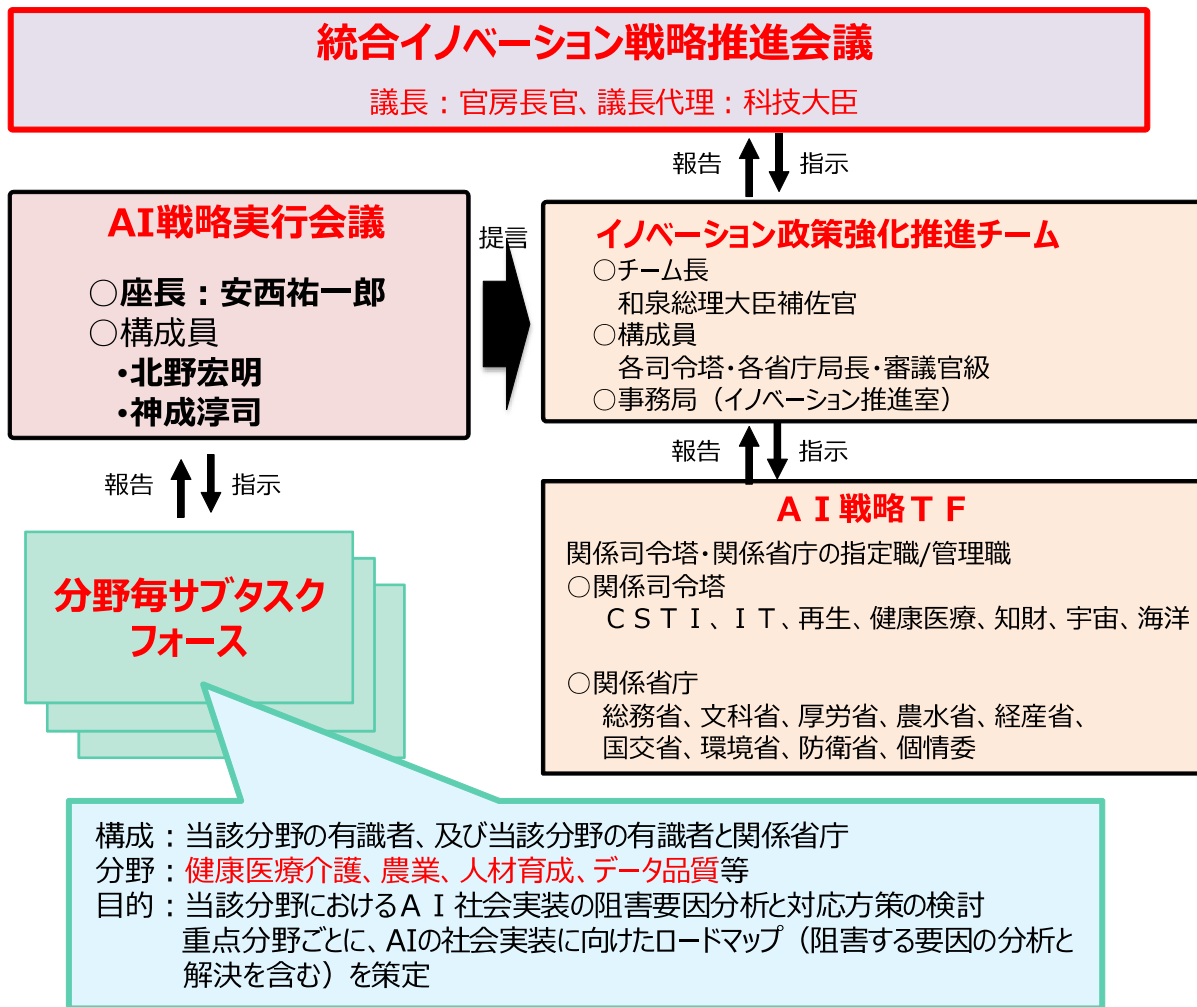 統合イノベーション戦略推進会議
議長：官房長官、議長代理：科技大臣
報告
指示
AI戦略実行会議
○座長：安西祐一郎
○構成員
・北野宏明
・神成淳司
提言
イノベーション政策強化推進チーム
○チーム長
和泉総理大臣補佐官
○構成員
各司令塔・各省庁局長・審議官級
○事務局（イノベーション推進室）
報告
指示
報告
指示
ＡＩ戦略ＴＦ
関係司令塔・関係省庁の指定職/管理職
○関係司令塔
ＣＳＴＩ、ＩＴ、再生、健康医療、知財、宇宙、海洋
○関係省庁
総務省、文科省、厚労省、農水省、経産省、
国交省、環境省、防衛省、個情委
分野毎サブタスク
フォース
構成：当該分野の有識者、及び当該分野の有識者と関係省庁
分野：健康医療介護、農業、人材育成、データ品質等
目的：当該分野におけるＡＩ社会実装の阻害要因分析と対応方策の検討
重点分野ごとに、AIの社会実装に向けたロードマップ（阻害する要因の分析と
解決を含む）を策定